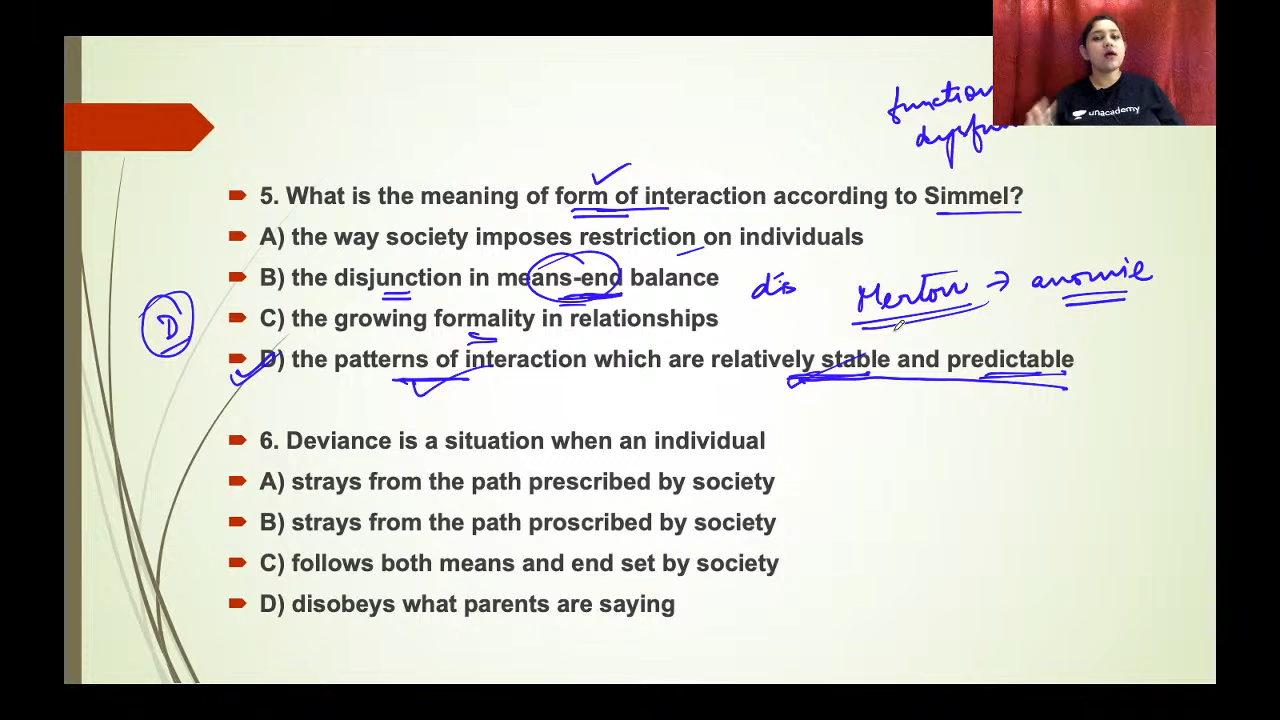 function
unacademy
5. What is the meaning of form of interaction according to Simmel?
A) the way society imposes restriction on individuals
B) the disjunction in means-end balance
dis Merton → anomie
C) the growing formality in relationships
D
D) the patterns of interaction which are relatively stable and predictable
6. Deviance is a situation when an individual
A) strays from the path prescribed by society
B) strays from the path proscribed by society
C) follows both means and end set by society
D) disobeys what parents are saying